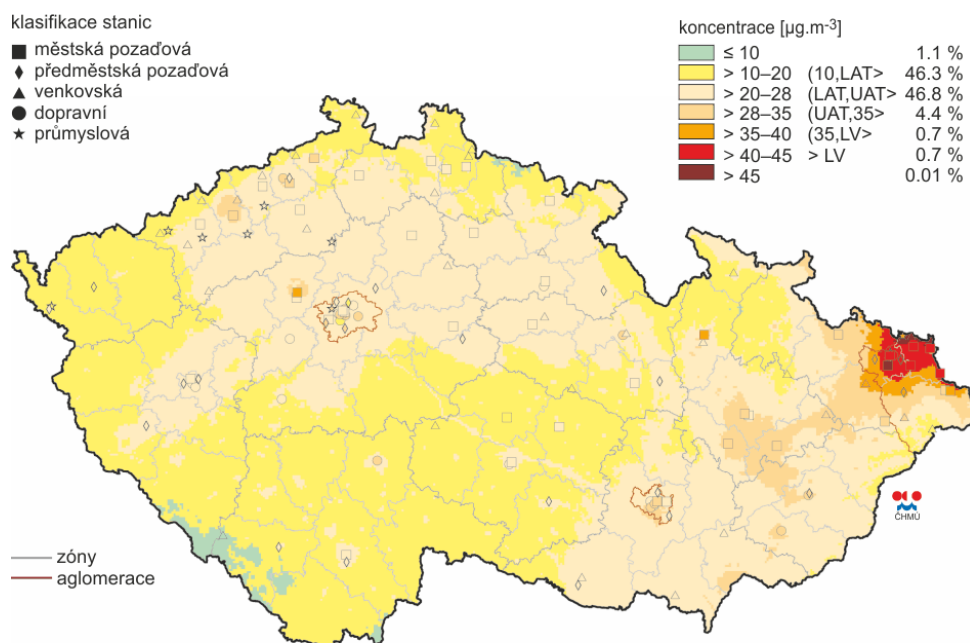 klasifikace stanic
městská pozaďová
předměstská pozaďová
venkovská
dopravní
průmyslová
koncentrace [µg.m-3]
≤ 10 1.1 %
> 10–20 (10,LAT> 46.3 %
> 20–28 (LAT,UAT> 46.8 %
> 28–35 (UAT,35> 4.4 %
> 35–40 (35,LV> 0.7 %
> 40–45 > LV 0.7 %
> 45 0.01 %
ČHMÚ
zóny
aglomerace